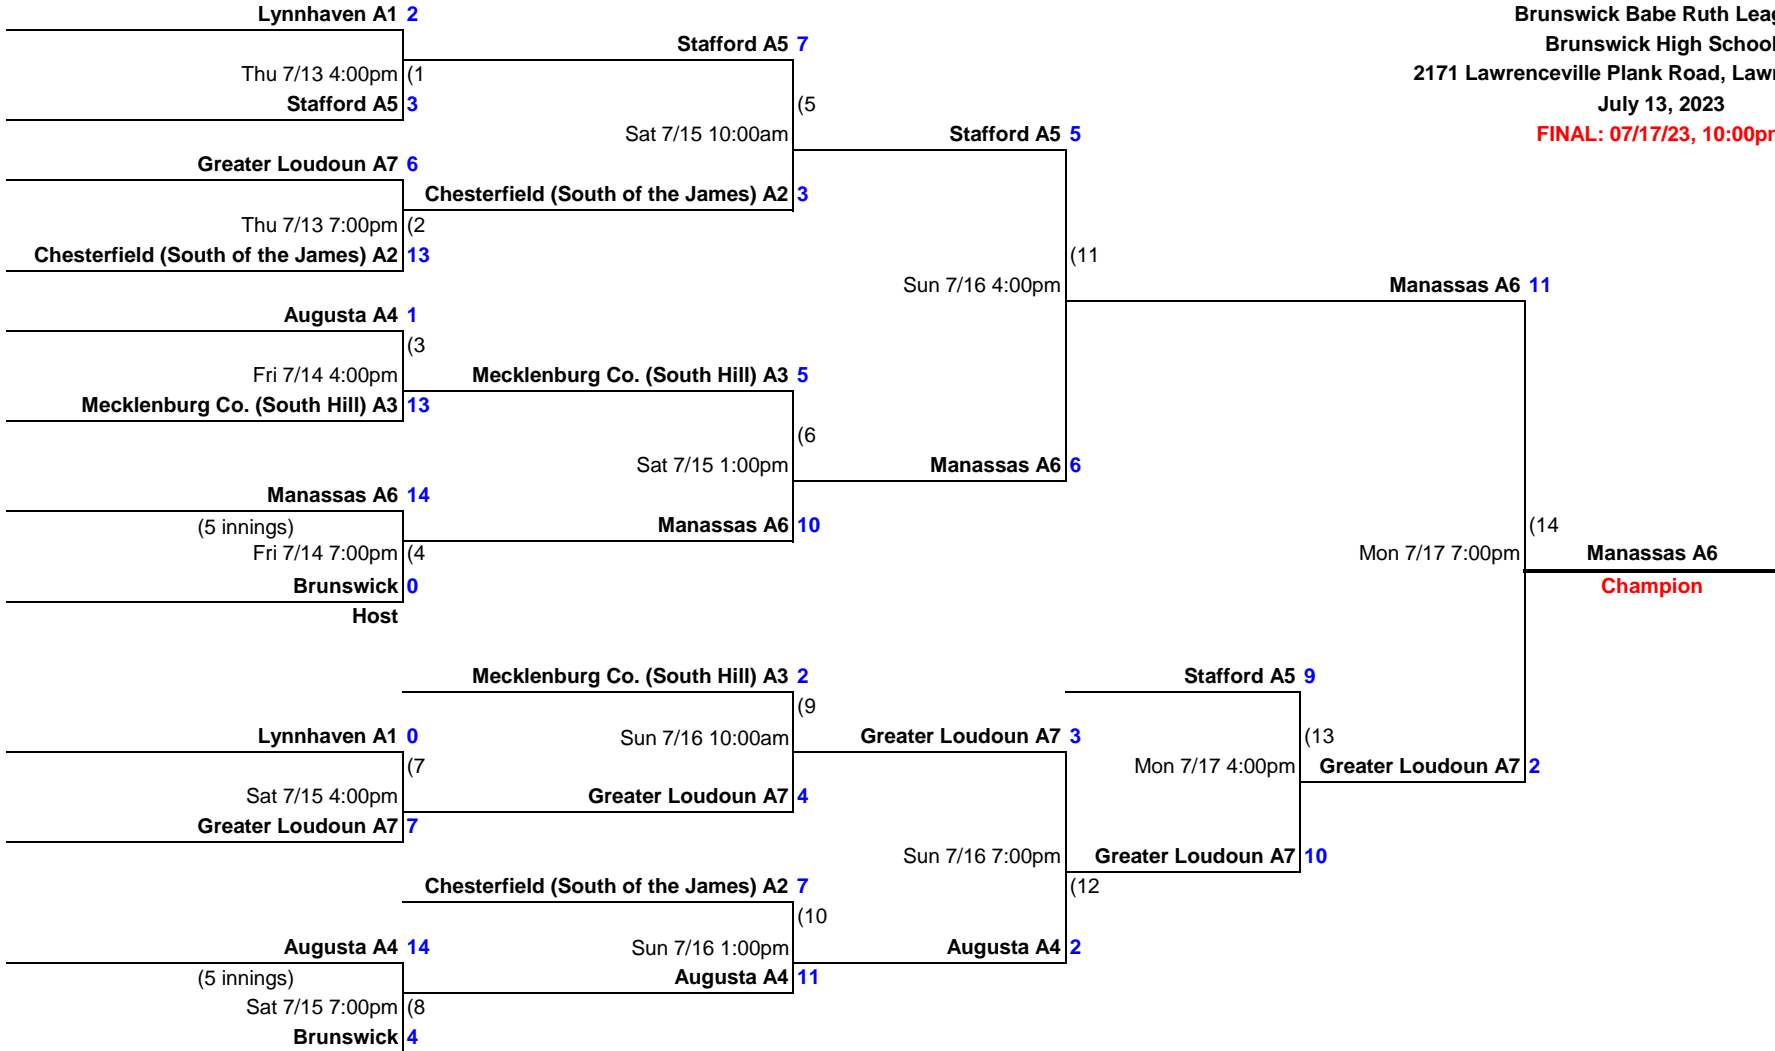 Lynnhaven A1 2
Brunswick Babe Ruth Leag
Stafford A5 7
Brunswick High School
Thu 7/13 4:00pm (1
2171 Lawrenceville Plank Road, Lawr
Stafford A5 3
(5
July 13, 2023
Sat 7/15 10:00am
Stafford A5 5
FINAL: 07/17/23, 10:00pm
Greater Loudoun A7 6
Chesterfield (South of the James) A2 3
Thu 7/13 7:00pm (2
Chesterfield (South of the James) A2 13
(11
Sun 7/16 4:00pm
Manassas A6 11
Augusta A4 1
(3
Fri 7/14 4:00pm
Mecklenburg Co. (South Hill) A3 5
Mecklenburg Co. (South Hill) A3 13
(6
Sat 7/15 1:00pm
Manassas A6 6
Manassas A6 14
(5 innings)
Manassas A6 10
(14
Fri 7/14 7:00pm (4
Mon 7/17 7:00pm
Manassas A6
Brunswick 0
Champion
Host
Mecklenburg Co. (South Hill) A3 2
Stafford A5 9
(9
Lynnhaven A1 0
Sun 7/16 10:00am
Greater Loudoun A7 3
(13
(7
Mon 7/17 4:00pm
Greater Loudoun A7 2
Sat 7/15 4:00pm
Greater Loudoun A7 4
Greater Loudoun A7 7
Sun 7/16 7:00pm
Greater Loudoun A7 10
Chesterfield (South of the James) A2 7
(12
(10
Augusta A4 14
Sun 7/16 1:00pm
Augusta A4 2
(5 innings)
Augusta A4 11
Sat 7/15 7:00pm (8
Brunswick 4